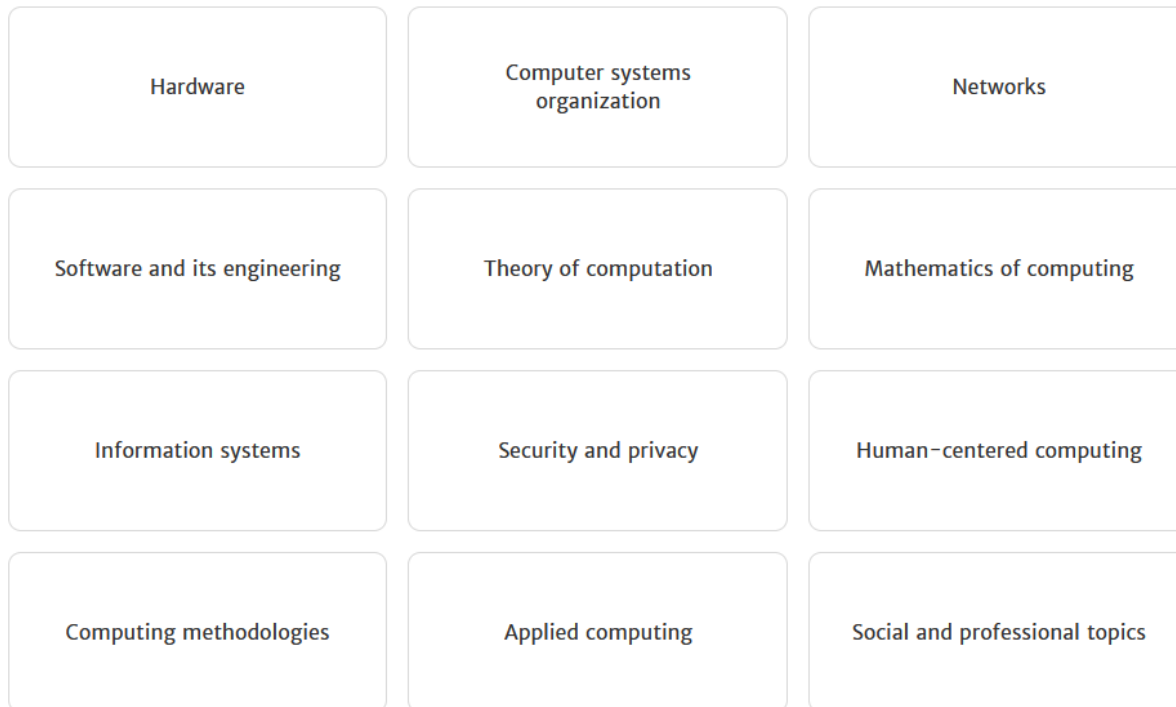 Hardware
Computer systems
organization
Networks
Software and its engineering
Theory of computation
Mathematics of computing
Information systems
Security and privacy
Human-centered computing
Computing methodologies
Applied computing
Social and professional topics